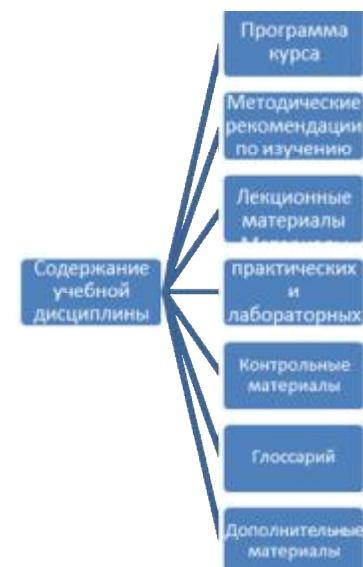 Программа
курса
Методические
рекомендации
по изучению
Лекционные
материалы
Содержание
учебной
дисциплины
практических
и
лабораторных
Контрольные
материалы
Глоссарий
Дополнительные
материалы